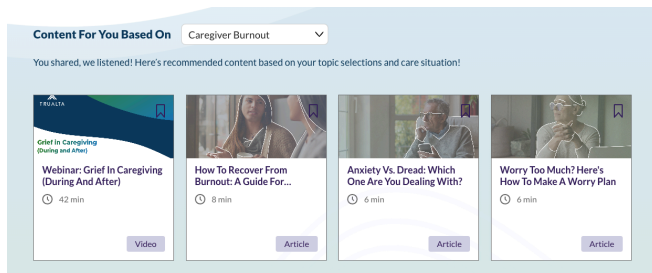 Content For You Based On
Caregiver Burnout
You shared, we listened! Here's recommended content based on your topic selections and care situation!
TRUALTA
Grief in Caregiving
(During and After)
Webinar: Grief In Caregiving
(During And After)
42 min
Video
How To Recover From
Burnout: A Guide For...
8 min
Article
Anxiety Vs. Dread: Which
One Are You Dealing With?
6 min
Article
Worry Too Much? Here's
How To Make A Worry Plan
6 min
Article